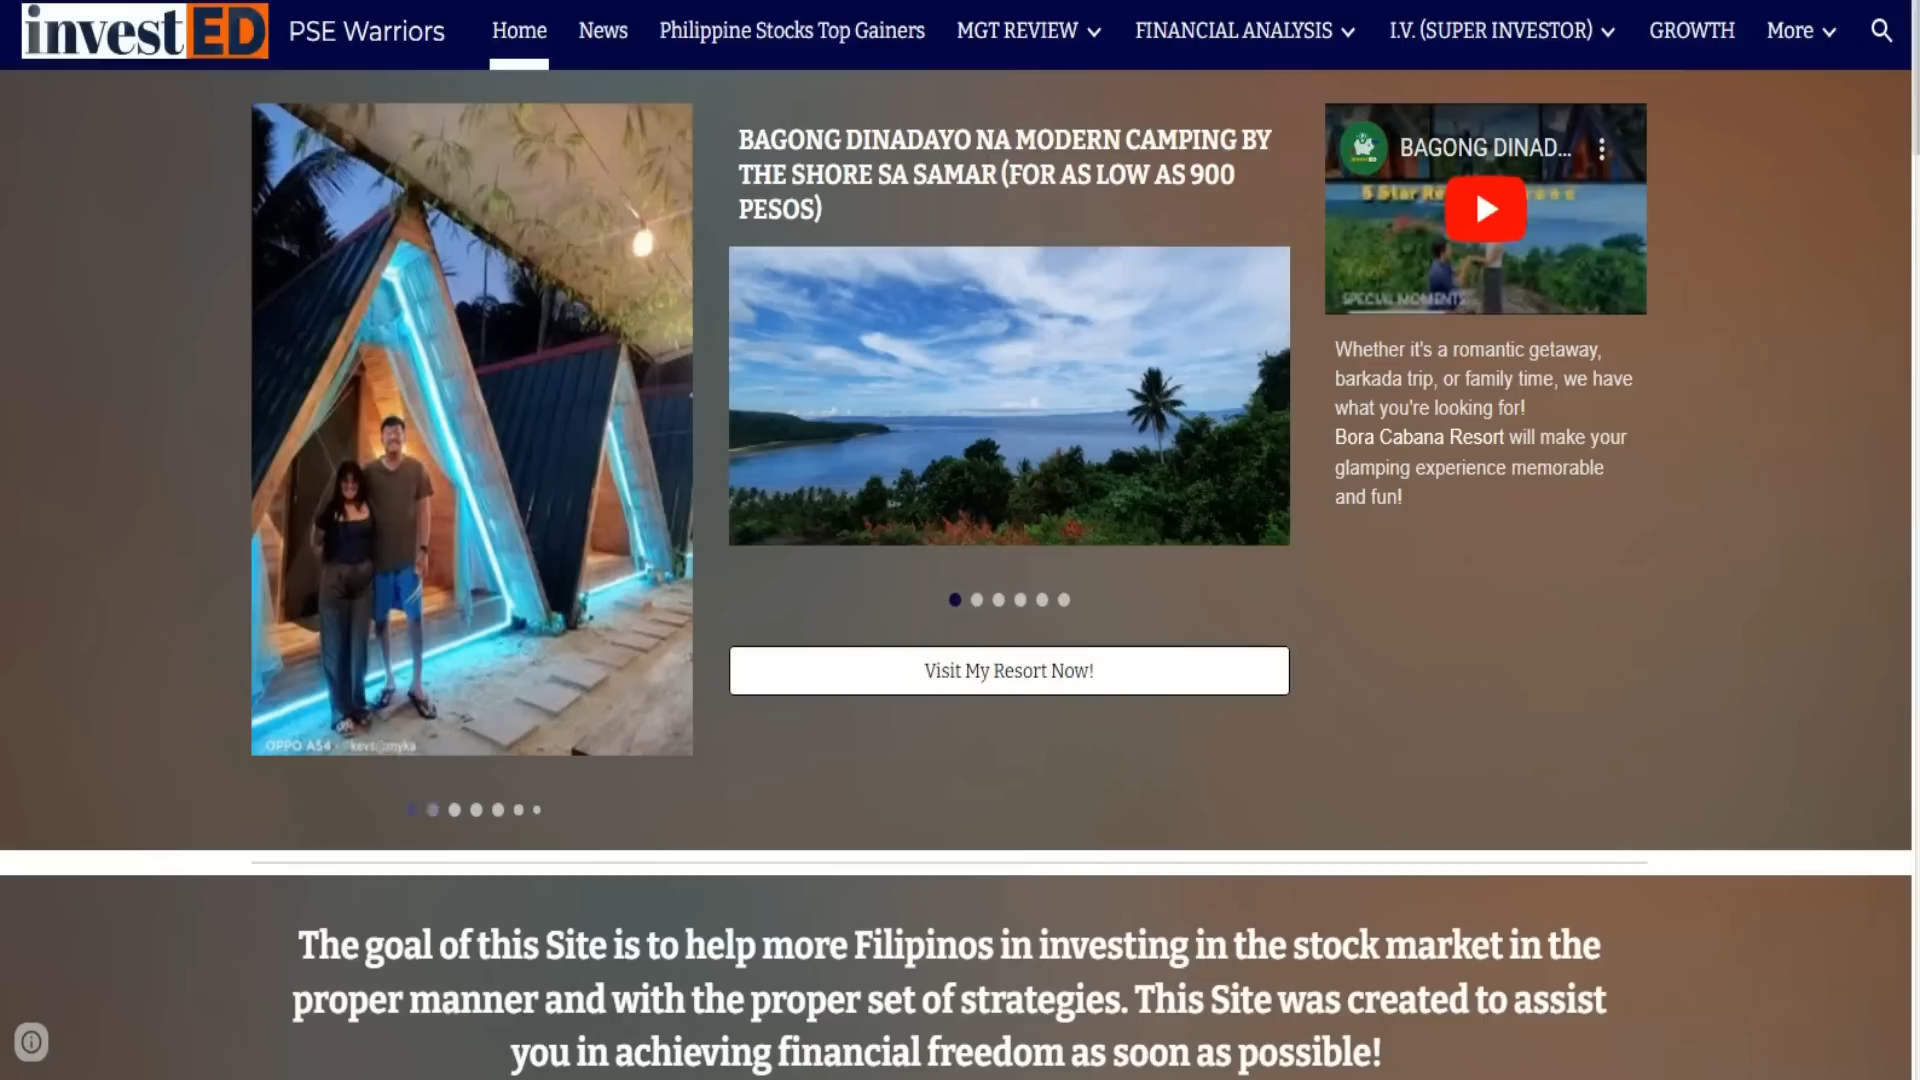 investED PSE Warriors Home News Philippine Stocks Top Gainers MGT REVIEW FINANCIAL ANALYSIS I.V. (SUPER INVESTOR) GROWTH More
BAGONG DINADAYO NA MODERN CAMPING BY
THE SHORE SA SAMAR (FOR AS LOW AS 900
PESOS)
BAGONG DINAD...
5 Star
SPECIAL MOMENTS
Whether it's a romantic getaway,
barkada trip, or family time, we have
what you're looking for!
Bora Cabana Resort will make your
glamping experience memorable
and fun!
Visit My Resort Now!
OPPO A54
The goal of this Site is to help more Filipinos in investing in the stock market in the
proper manner and with the proper set of strategies. This Site was created to assist
you in achieving financial freedom as soon as possible!